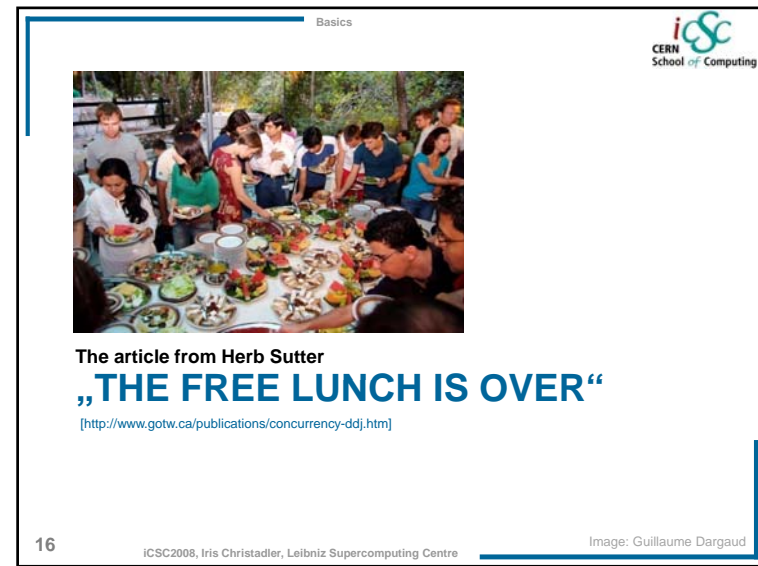 Basics
iCSC
CERN
School of Computing
The article from Herb Sutter
„THE FREE LUNCH IS OVER“
[http://www.gotw.ca/publications/concurrency-ddj.htm]
16
iCSC2008, Iris Christadler, Leibniz Supercomputing Centre
Image: Guillaume Dargaud